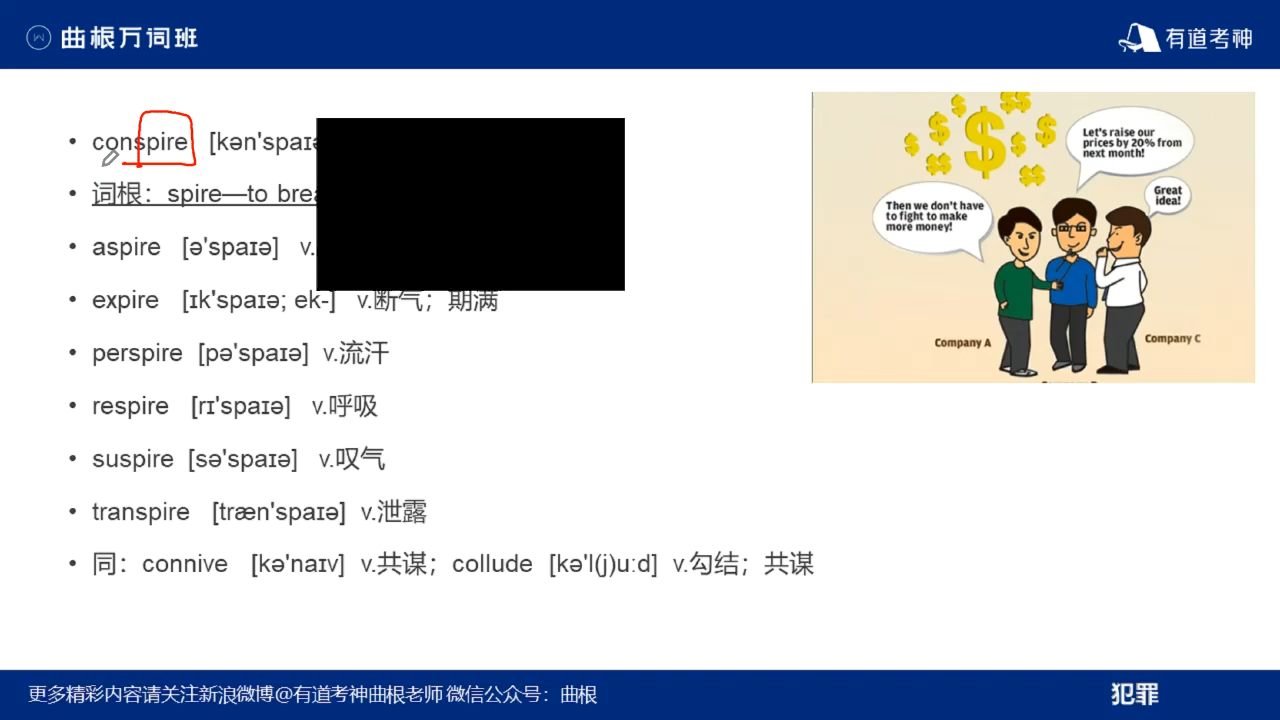 曲根万词班
有道考神
conspire [kən'spaɪə
词根：spire—to brea
aspire [ə'spaɪə] v.
expire [ɪk'spaɪə; ek-] v.断气；期满
perspire [pə'spaɪə] v.流汗
respire [rɪ'spaɪə] v.呼吸
suspire [sə'spaɪə] v.叹气
transpire [træn'spaɪə] v.泄露
同：connive [kə'naɪv] v.共谋；collude [kə'l(j)uːd] v.勾结；共谋
Let's raise our
prices by 20% from
next month!
Great
idea!
Then we don't have
to fight to make
more money!
Company A
Company C
更多精彩内容请关注新浪微博@有道考神曲根老师 微信公众号：曲根
犯罪